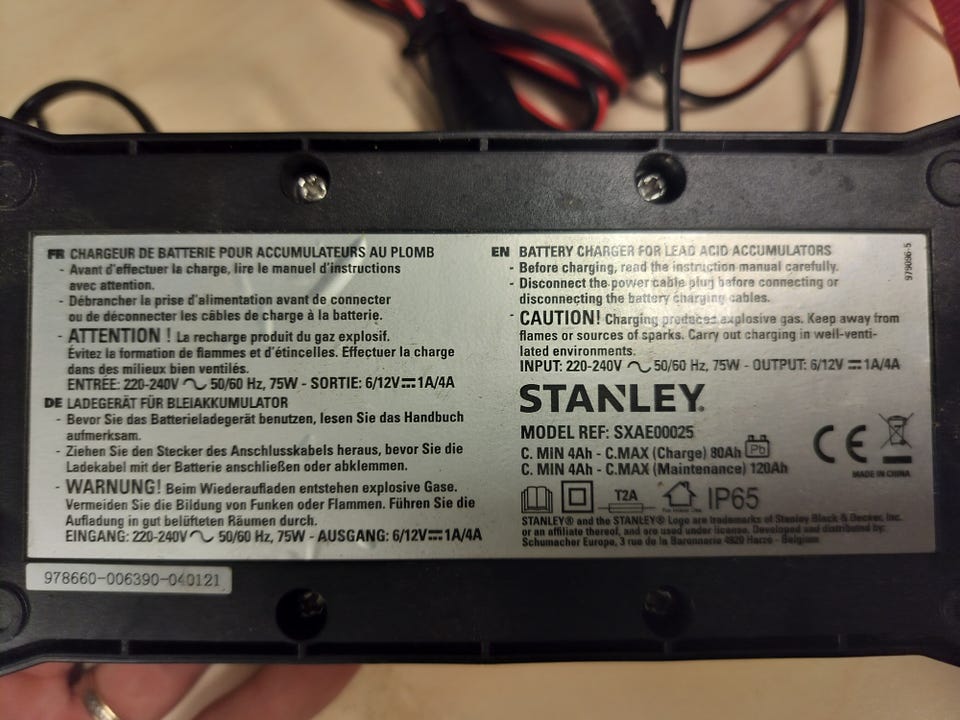 FR CHARGEUR DE BATTERIE POUR ACCUMULATEURS AU PLOMB
- Avant d'effectuer la charge, lire le manuel d'instructions
avec attention.
- Débrancher la prise d'alimentation avant de connecter
ou de déconnecter les câbles de charge à la batterie.
- ATTENTION ! La recharge produit du gaz explosif.
Évitez la formation de flammes et d'étincelles. Effectuer la charge
dans des milieux bien ventilés.
ENTRÉE: 220-240V 50/60 Hz, 75W - SORTIE: 6/12V 1A/4A
DE LADEGERÄT FÜR BLEIAKKUMULATOR
- Bevor Sie das Batterieladegerät benutzen, lesen Sie das Handbuch
aufmerksam.
- Ziehen Sie den Stecker des Anschlusskabels heraus, bevor Sie die
Ladekabel mit der Batterie anschließen oder abklemmen.
- WARNUNG! Beim Wiederaufladen entstehen explosive Gase.
Vermeiden Sie die Bildung von Funken oder Flammen. Führen Sie die
Aufladung in gut belüfteten Räumen durch.
EINGANG: 220-240V 50/60 Hz, 75W - AUSGANG: 6/12V 1A/4A
978660-006390-040121
EN BATTERY CHARGER FOR LEAD ACID ACCUMULATORS
- Before charging, read the instruction manual carefully.
- Disconnect the power cable plug before connecting or
disconnecting the battery charging cables.
- CAUTION! Charging produces explosive gas. Keep away from
flames or sources of sparks. Carry out charging in well-venti-
lated environments.
INPUT: 220-240V 50/60 Hz, 75W - OUTPUT: 6/12V 1A/4A
STANLEY®
MODEL REF: SXAE00025
C. MIN 4Ah - C.MAX (Charge) 80Ah Pb
C. MIN 4Ah - C.MAX (Maintenance) 120Ah
CE
MADE IN CHINA
T2A
IP65
STANLEY® and the STANLEY® Logo are trademarks of Stanley Black & Decker, Inc.
or an affiliate thereof, and are used under license. Developed and distributed by:
Schumacher Europe, 3 rue de la Baronnerie 4920 Harze - Belgium